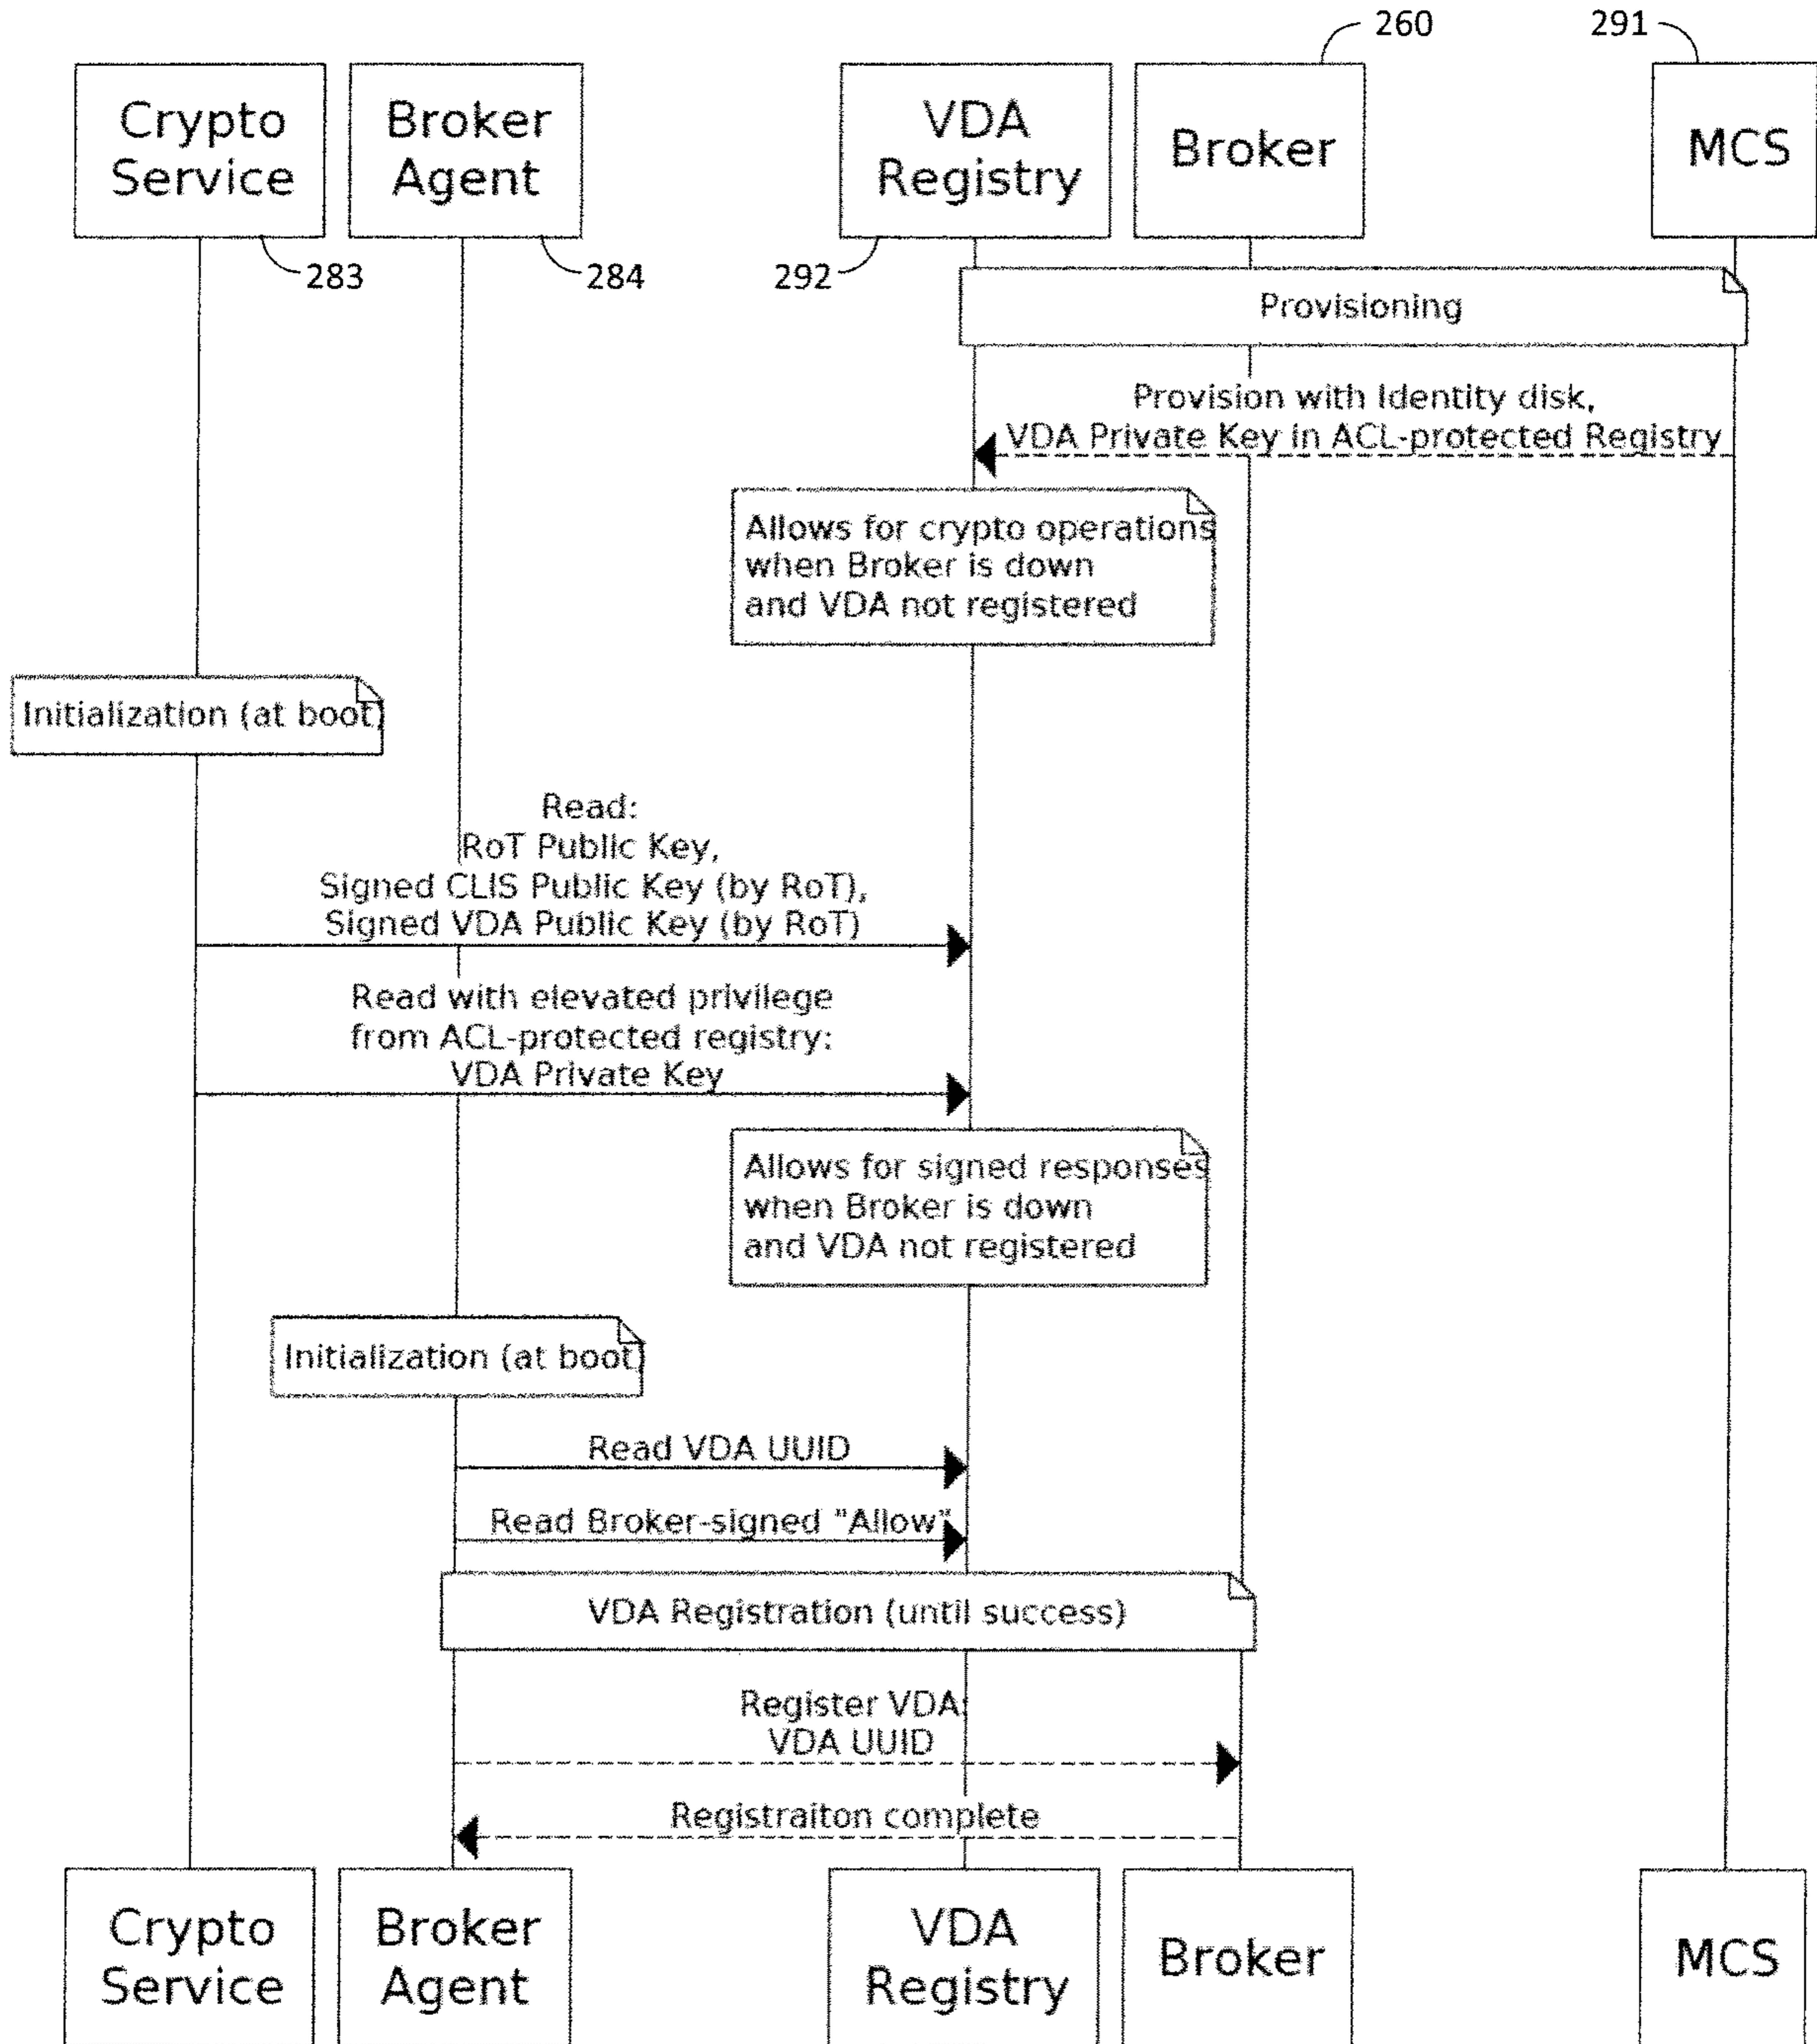 260
291
Crypto
Service
Broker
Agent
VDA
Registry
Broker
MCS
283
284
292
Provisioning
Provision with Identity disk,
VDA Private Key in ACL-protected Registry
Allows for crypto operations
when Broker is down
and VDA not registered
Initialization (at boot)
Read:
RoT Public Key,
Signed CLIS Public Key (by RoT),
Signed VDA Public Key (by RoT)
Read with elevated privilege
from ACL-protected registry:
VDA Private Key
Allows for signed responses
when Broker is down
and VDA not registered
Initialization (at boot)
Read VDA UUID
Read Broker-signed "Allow"
VDA Registration (until success)
Register VDA:
VDA UUID
Registraiton complete
Crypto
Service
Broker
Agent
VDA
Registry
Broker
MCS